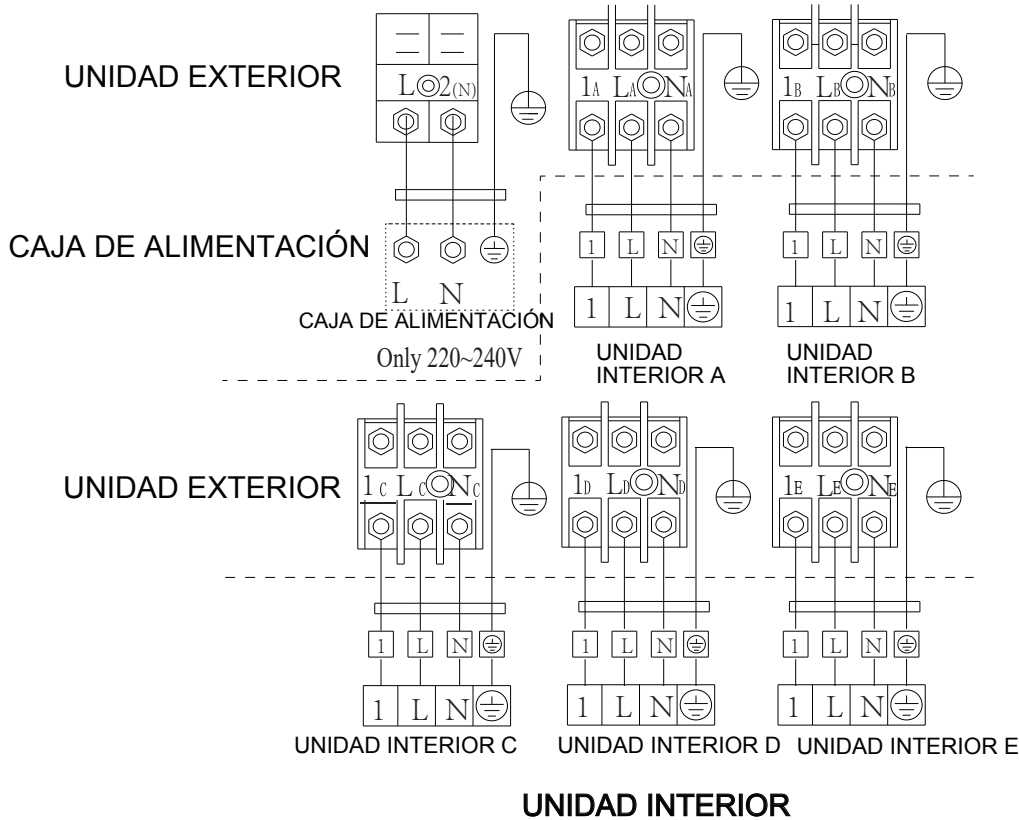 UNIDAD EXTERIOR
L 2(N)
1A LA NA
1B LB NB
CAJA DE ALIMENTACIÓN
L N
CAJA DE ALIMENTACIÓN
Only 220~240V
1 L N
1 L N
UNIDAD
INTERIOR A
1 L N
1 L N
UNIDAD
INTERIOR B
UNIDAD EXTERIOR
1C LC NC
1D LD ND
1E LE NE
1 L N
1 L N
UNIDAD INTERIOR C
1 L N
1 L N
UNIDAD INTERIOR D
1 L N
1 L N
UNIDAD INTERIOR E
UNIDAD INTERIOR